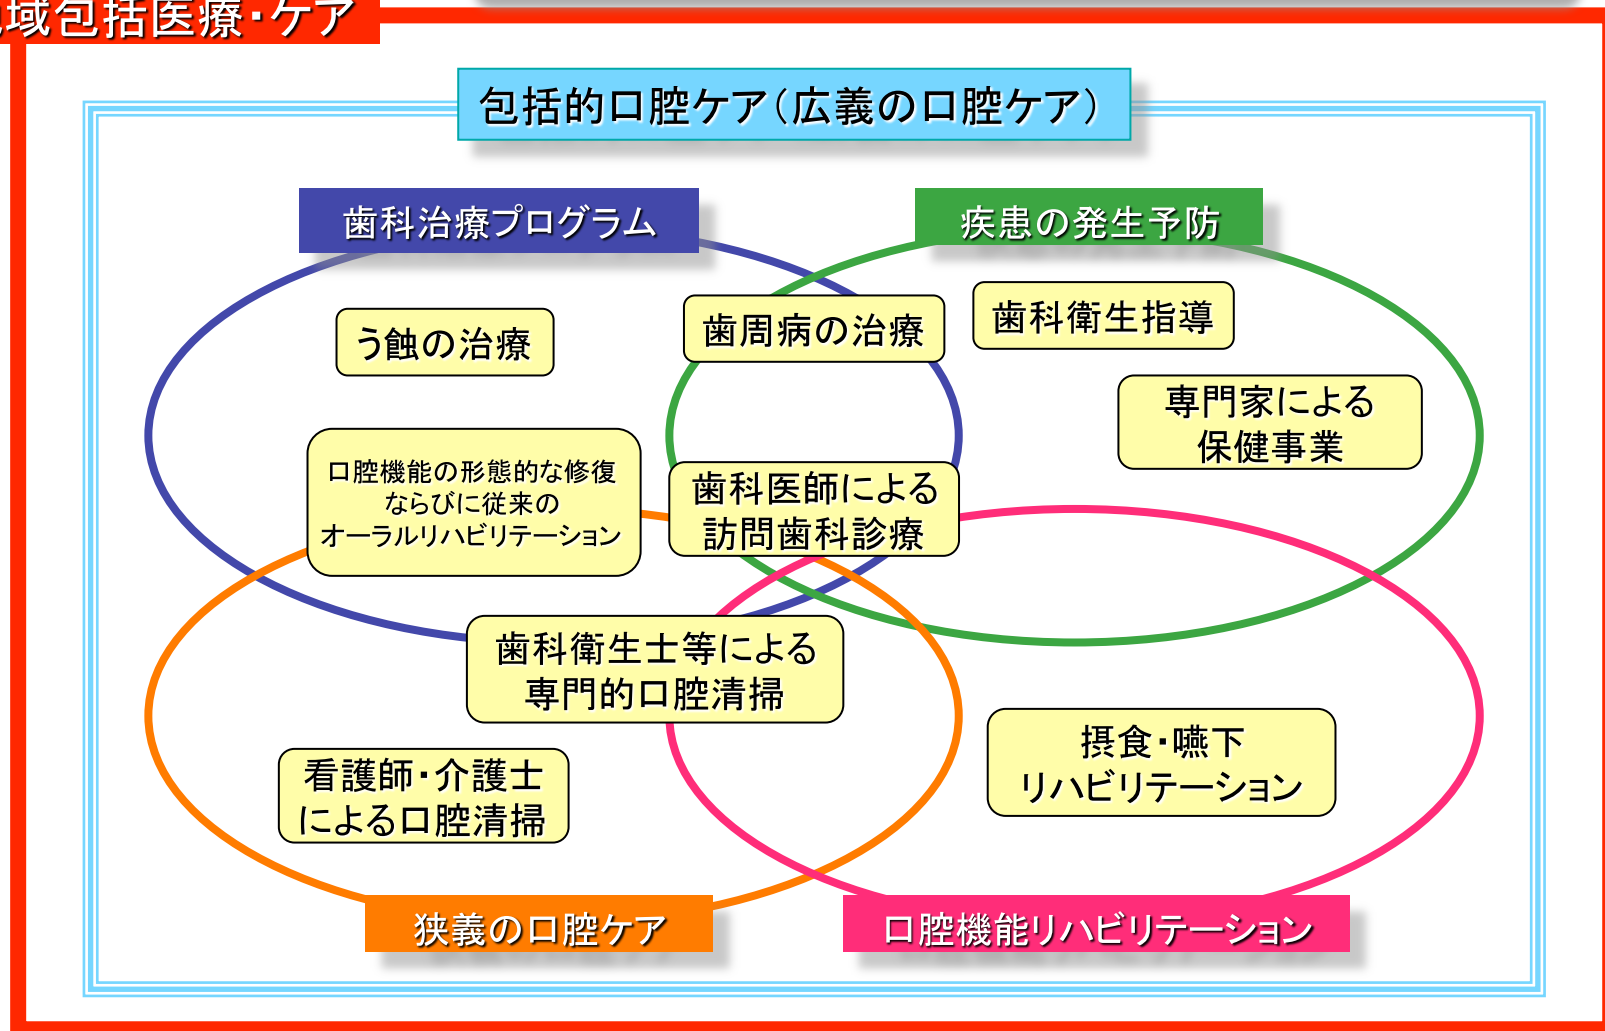 域包括医療・ケア
包括的口腔ケア（広義の口腔ケア）
歯科治療プログラム
疾患の発生予防
う蝕の治療
歯周病の治療
歯科衛生指導
専門家による
保健事業
口腔機能の形態的な修復
ならびに従来の
オーラルリハビリテーション
歯科医師による
訪問歯科診療
歯科衛生士等による
専門的口腔清掃
看護師・介護士
による口腔清掃
摂食・嚥下
リハビリテーション
狭義の口腔ケア
口腔機能リハビリテーション